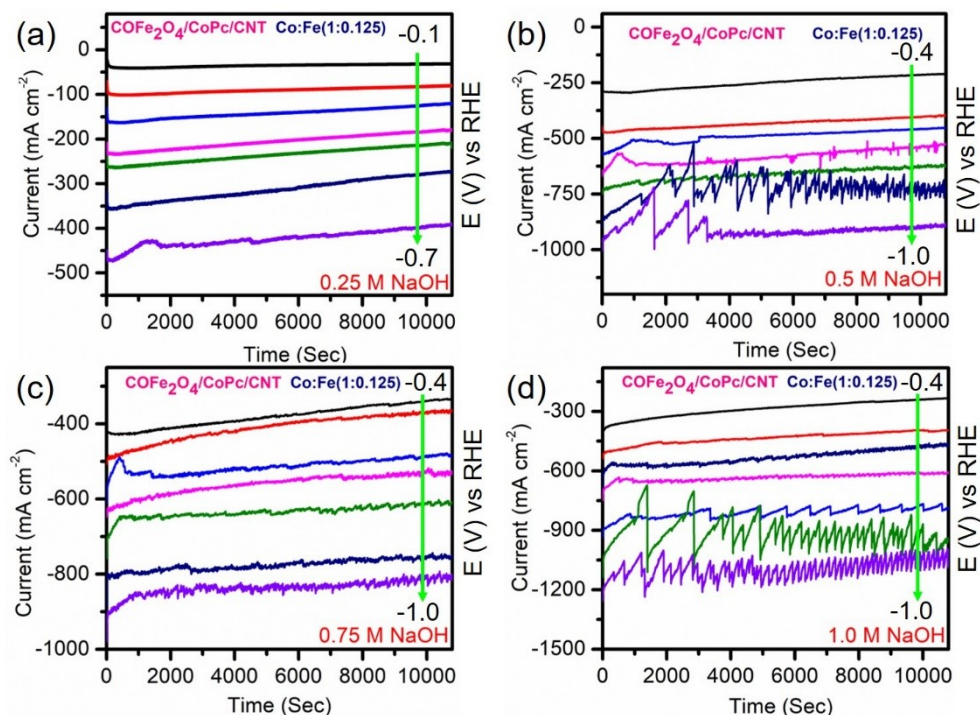 (a)
COFe₂O₄/CoPc/CNT Co:Fe(1:0.125)
-0.1
0
-100
-200
-300
-400
-500
Current (mA cm⁻²)
E (V) vs RHE
-0.7
0.25 M NaOH
0 2000 4000 6000 8000 10000
Time (Sec)
(b)
COFe₂O₄/CoPc/CNT Co:Fe(1:0.125)
-0.4
0
-250
-500
-750
-1000
Current (mA cm⁻²)
E (V) vs RHE
-1.0
0.5 M NaOH
0 2000 4000 6000 8000 10000
Time (Sec)
(c)
COFe₂O₄/CoPc/CNT Co:Fe(1:0.125)
-0.4
-400
-600
-800
-1000
Current (mA cm⁻²)
E (V) vs RHE
-1.0
0.75 M NaOH
0 2000 4000 6000 8000 10000
Time (Sec)
(d)
COFe₂O₄/CoPc/CNT Co:Fe(1:0.125)
-0.4
-300
-600
-900
-1200
-1500
Current (mA cm⁻²)
E (V) vs RHE
-1.0
1.0 M NaOH
0 2000 4000 6000 8000 10000
Time (Sec)